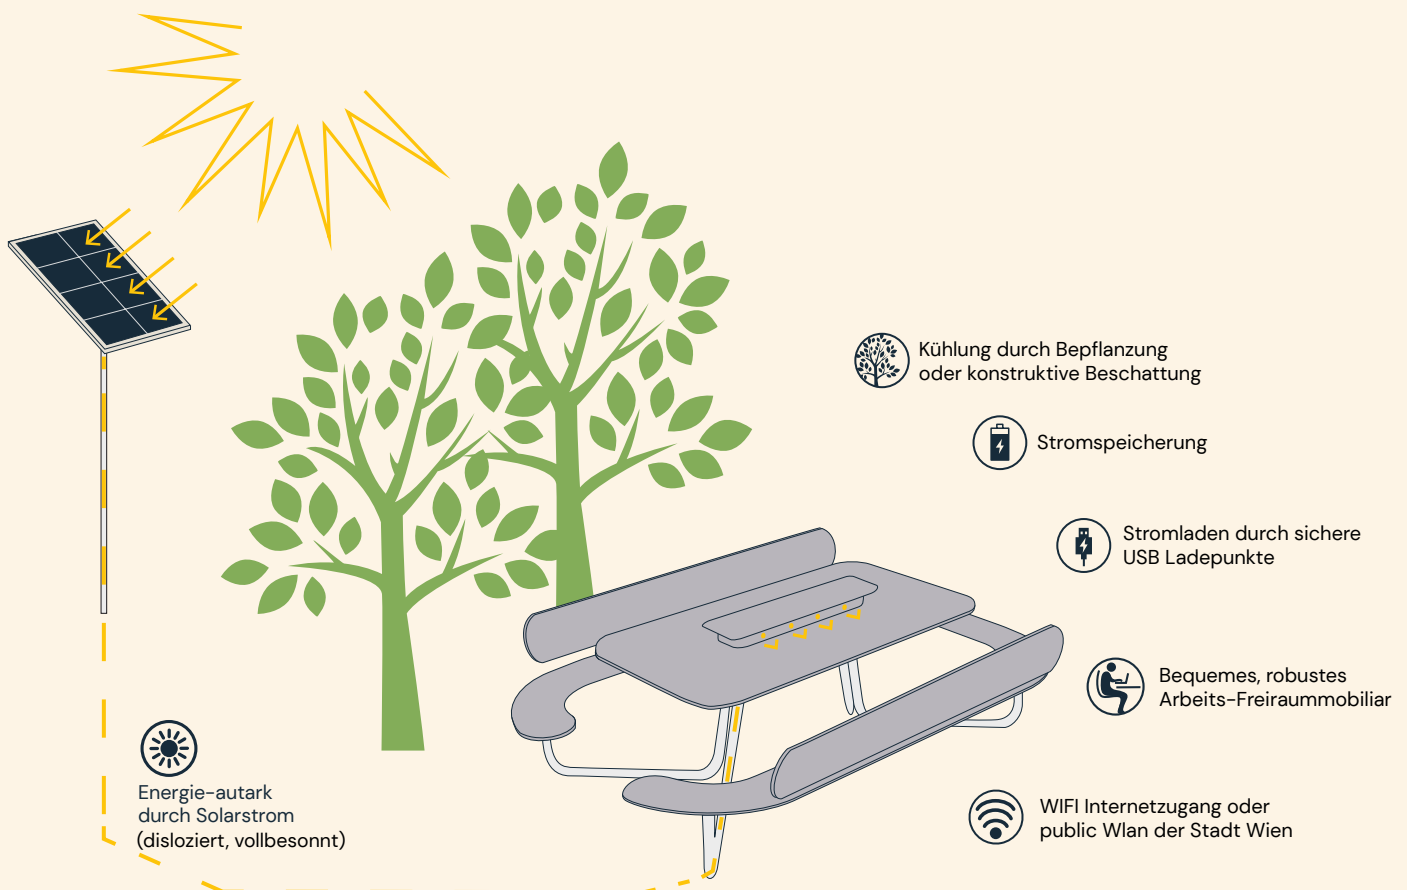 Kühlung durch Bepflanzung
oder konstruktive Beschattung
Stromspeicherung
Stromladen durch sichere
USB Ladepunkte
Bequemes, robustes
Arbeits-Freiraummobiliar
Energie-autark
durch Solarstrom
(disloziert, vollbesonnt)
WIFI Internetzugang oder
public Wlan der Stadt Wien